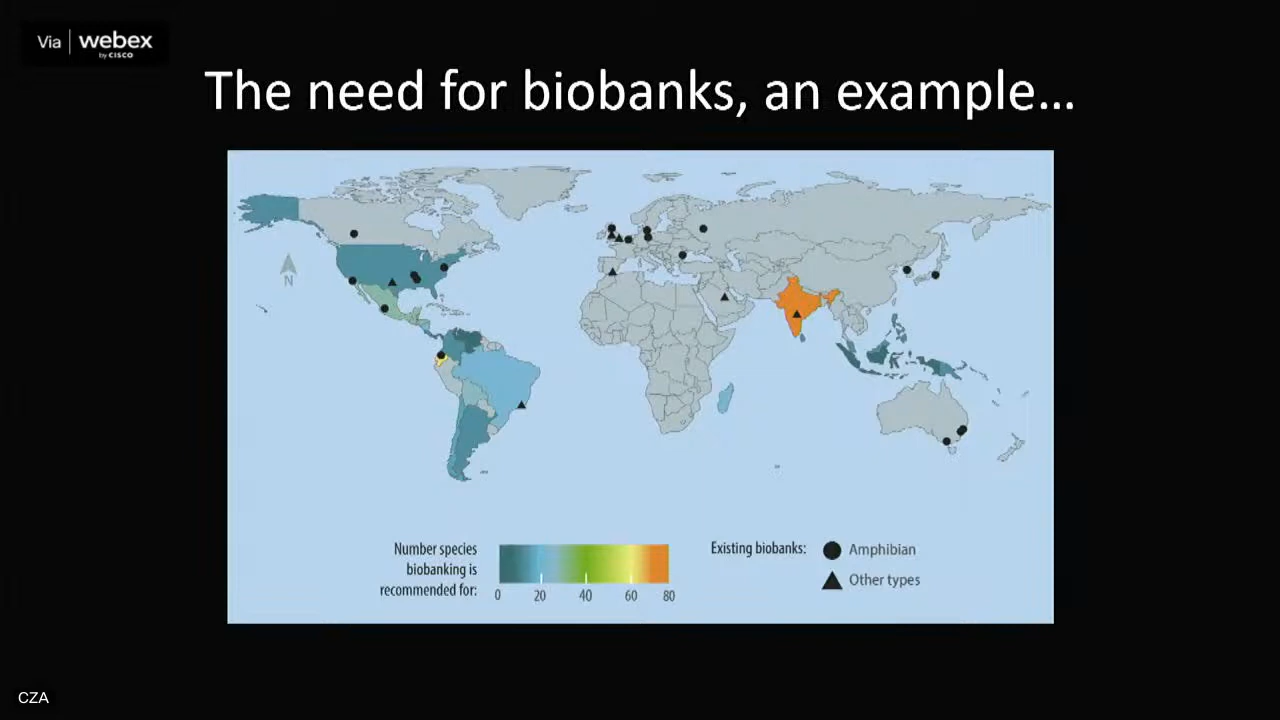 Via | webex
by CISCO
The need for biobanks, an example...
N
Number species
biobanking is
recommended for:
0 20 40 60 80
Existing biobanks:
Amphibian
Other types
CZA